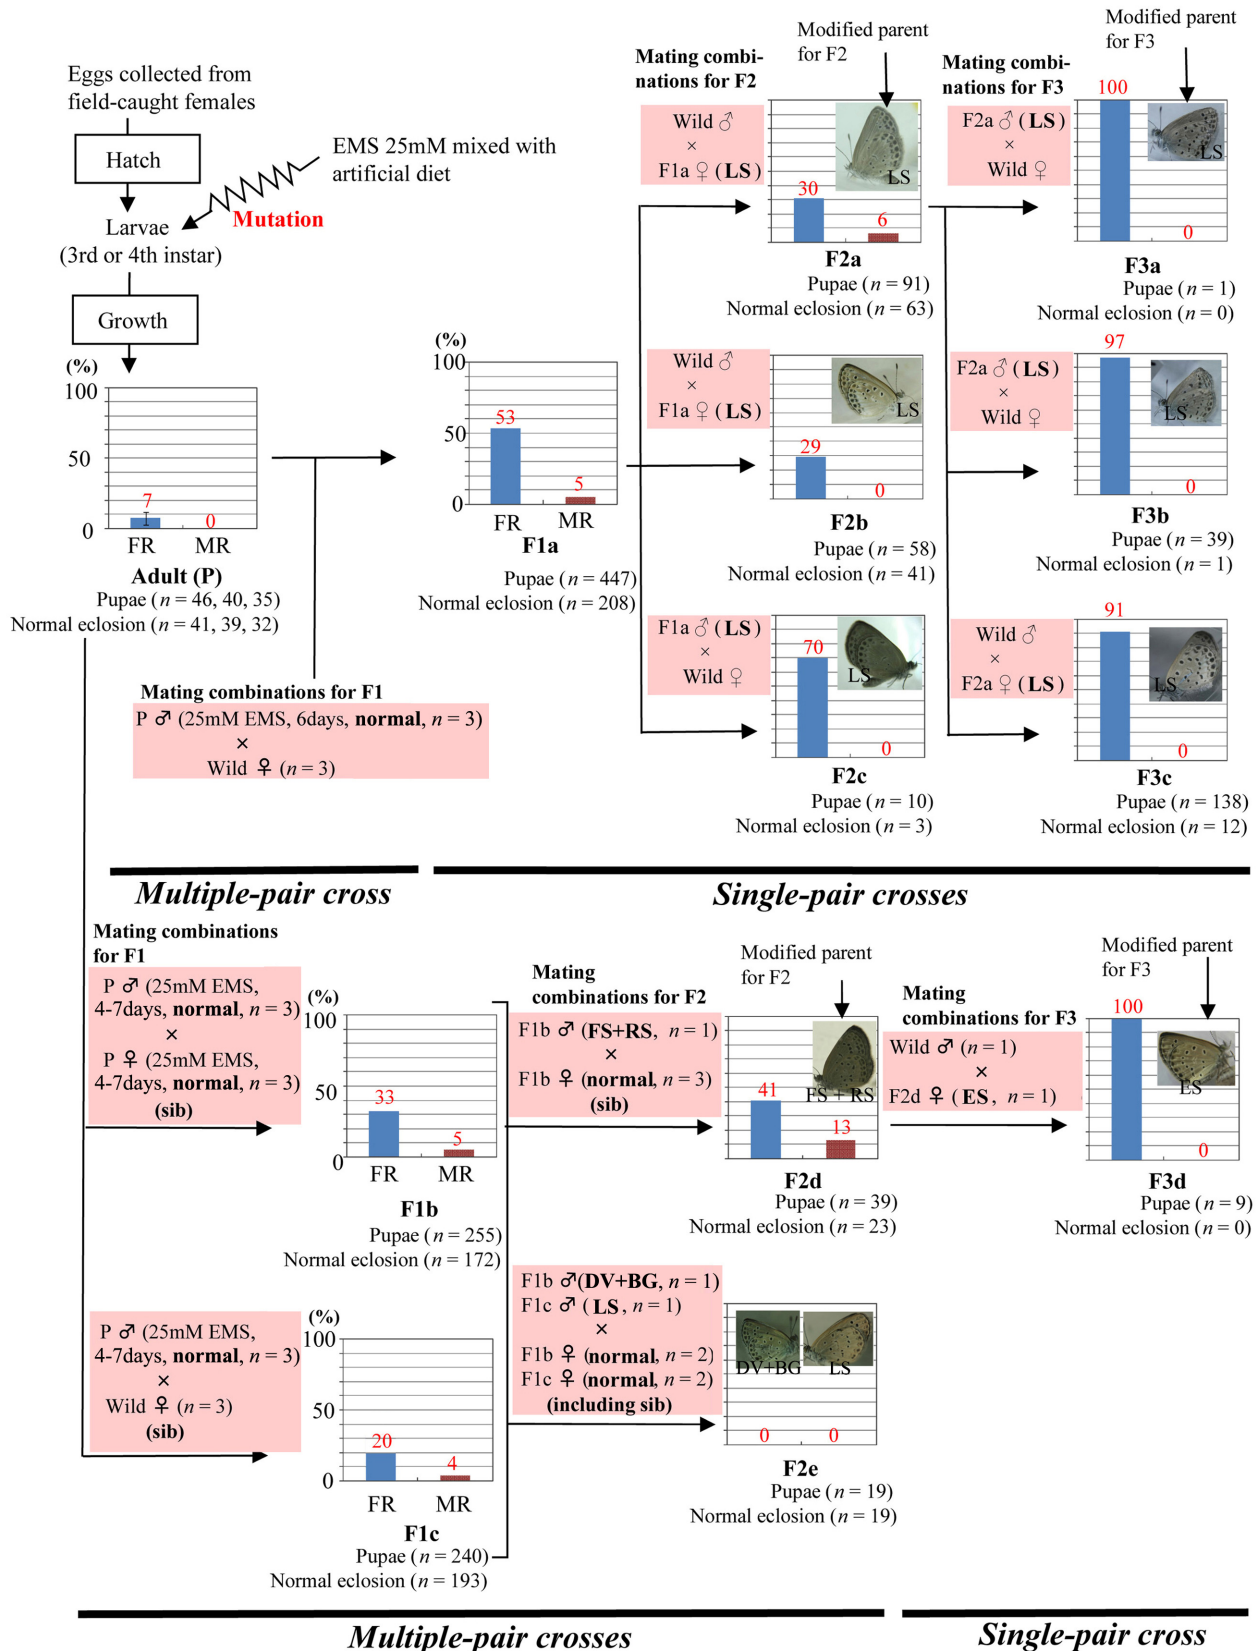 Eggs collected from
field-caught females
Hatch
EMS 25mM mixed with
artificial diet
Mutation
Larvae
(3rd or 4th instar)
Growth
(%)
100
50
0
7
0
FR MR
Adult (P)
Pupae (n = 46, 40, 35)
Normal eclosion (n = 41, 39, 32)
Mating combinations for F1
P ♂ (25mM EMS, 6days, normal, n = 3)
×
Wild ♀ (n = 3)
(%)
100
50
0
53
5
FR MR
F1a
Pupae (n = 447)
Normal eclosion (n = 208)
Mating combi-
nations for F2
Modified parent
for F2
Wild ♂
×
F1a ♀ (LS)
LS
30
6
F2a
Pupae (n = 91)
Normal eclosion (n = 63)
Wild ♂
×
F1a ♀ (LS)
LS
29
0
F2b
Pupae (n = 58)
Normal eclosion (n = 41)
F1a ♂ (LS)
×
Wild ♀
LS
70
0
F2c
Pupae (n = 10)
Normal eclosion (n = 3)
Mating combi-
nations for F3
Modified parent
for F3
F2a ♂ (LS)
×
Wild ♀
100
LS
0
F3a
Pupae (n = 1)
Normal eclosion (n = 0)
F2a ♂ (LS)
×
Wild ♀
97
LS
0
F3b
Pupae (n = 39)
Normal eclosion (n = 1)
Wild ♂
×
F2a ♀ (LS)
91
LS
0
F3c
Pupae (n = 138)
Normal eclosion (n = 12)
Multiple-pair cross
Single-pair crosses
Mating combinations
for F1
P ♂ (25mM EMS,
4-7days, normal, n = 3)
×
P ♀ (25mM EMS,
4-7days, normal, n = 3)
(sib)
(%)
100
50
0
33
5
FR MR
F1b
Pupae (n = 255)
Normal eclosion (n = 172)
P ♂ (25mM EMS,
4-7days, normal, n = 3)
×
Wild ♀ (n = 3)
(sib)
(%)
100
50
0
20
4
FR MR
F1c
Pupae (n = 240)
Normal eclosion (n = 193)
Mating
combinations for F2
Modified parent
for F2
F1b ♂ (FS+RS, n = 1)
×
F1b ♀ (normal, n = 3)
(sib)
FS + RS
41
13
F2d
Pupae (n = 39)
Normal eclosion (n = 23)
F1b ♂(DV+BG, n = 1)
F1c ♂ (LS, n = 1)
×
F1b ♀ (normal, n = 2)
F1c ♀ (normal, n = 2)
(including sib)
DV+BG LS
0 0
F2e
Pupae (n = 19)
Normal eclosion (n = 19)
Mating
combinations for F3
Modified parent
for F3
Wild ♂ (n = 1)
×
F2d ♀ (ES, n = 1)
100
ES
0
F3d
Pupae (n = 9)
Normal eclosion (n = 0)
Multiple-pair crosses
Single-pair cross